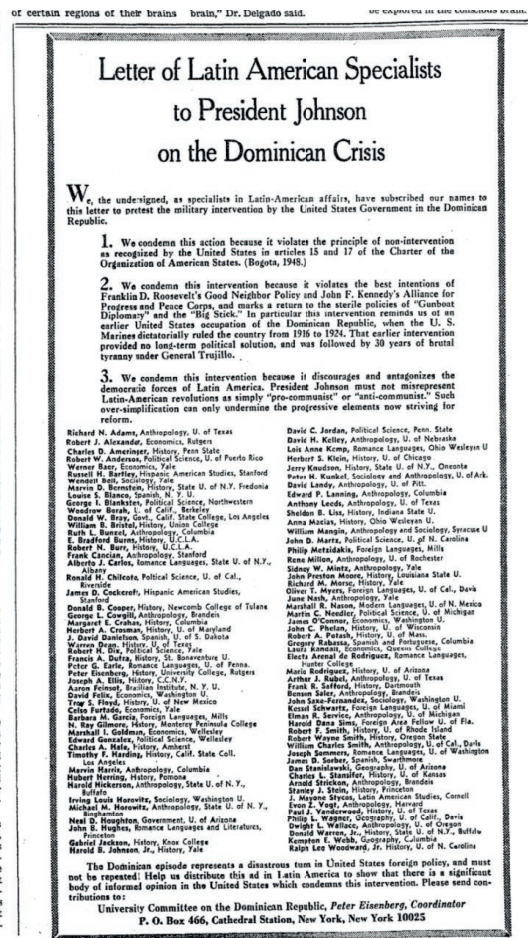 of certain regions of their brains
brain," Dr. Delgado said.
be explored in the conscious brain.
Letter of Latin American Specialists
to President Johnson
on the Dominican Crisis
We, the undersigned, as specialists in Latin-American affairs, have subscribed our names to
this letter to protest the military intervention by the United States Government in the Dominican
Republic.
1. We condemn this action because it violates the principle of non-intervention
as recognized by the United States in articles 15 and 17 of the Charter of the
Organization of American States. (Bogota, 1948.)
2. We condemn this intervention because it violates the best intentions of
Franklin D. Roosevelt's Good Neighbor Policy and John F. Kennedy's Alliance for
Progress and Peace Corps, and marks a return to the sterile policies of "Gunboat
Diplomacy" and the "Big Stick." In particular this intervention reminds us of an
earlier United States occupation of the Dominican Republic, when the U. S.
Marines dictatorially ruled the country from 1916 to 1924. That earlier intervention
provided no long-term political solution, and was followed by 30 years of brutal
tyranny under General Trujillo.
3. We condemn this intervention because it discourages and antagonizes the
democratic forces of Latin America. President Johnson must not misrepresent
Latin-American revolutions as simply "pro-communist" or "anti-communist." Such
over-simplification can only undermine the progressive elements now striving for
reform.
Richard N. Adams, Anthropology, U. of Texas
Robert J. Alexander, Economics, Rutgers
Charles D. Ameringer, History, Penn State
Robert W. Anderson, Political Science, U. of Puerto Rico
Werner Baer, Economics, Yale
Russell H. Bartley, Hispanic American Studies, Stanford
Wendell Bell, Sociology, Yale
Marvin D. Bernstein, History, State U. of N.Y. Fredonia
Louise S. Blanco, Spanish, N. Y. U.
George I. Blanksten, Political Science, Northwestern
Woodrow Borah, U. of Calif., Berkeley
Donald W. Bray, Govt., Calif. State College, Los Angeles
William B. Bristol, History, Union College
Ruth L. Bunzel, Anthropology, Columbia
E. Bradford Burns, History, U.C.L.A.
Robert N. Burr, History, U.C.L.A.
Frank Cancian, Anthropology, Stanford
Alberto J. Carlos, Romance Languages, State U. of N.Y.,
Albany
Ronald H. Chilcote, Political Science, U. of Cal.,
Riverside
James D. Cockcroft, Hispanic American Studies,
Stanford
Donald B. Cooper, History, Newcomb College of Tulane
George L. Cowgill, Anthropology, Brandeis
Margaret E. Crahan, History, Columbia
Herbert A. Crosman, History, U. of Maryland
J. David Danielson, Spanish, U. of S. Dakota
Warren Dean, History, U. of Texas
Robert H. Dix, Political Science, Yale
Francis A. Dutra, History, St. Bonaventure U.
Peter G. Earle, Romance Languages, U. of Penna.
Peter Eisenberg, History, University College, Rutgers
Joseph A. Ellis, History, C.C.N.Y.
Aaron Feinsot, Brazilian Institute, N. Y. U.
David Felix, Economics, Washington U.
Troy S. Floyd, History, U. of New Mexico
Celso Furtado, Economics, Yale
Barbara M. Garcia, Foreign Languages, Mills
N. Ray Gilmore, History, Monterey Peninsula College
Marshall I. Goldman, Economics, Wellesley
Edward Gonzalez, Political Science, Wellesley
Charles A. Hale, History, Amherst
Timothy F. Harding, History, Calif. State Coll.
Los Angeles
Marvin Harris, Anthropology, Columbia
Hubert Herring, History, Pomona
Harold Hickerson, Anthropology, State U. of N.Y.,
Buffalo
Irving Louis Horowitz, Sociology, Washington U.
Michael M. Horowitz, Anthropology, State U. of N. Y.,
Binghamton
Neal D. Houghton, Government, U. of Arizona
John B. Hughes, Romance Languages and Literatures,
Princeton
Gabriel Jackson, History, Knox College
Harold B. Johnson, Jr., History, Yale
David C. Jordan, Political Science, Penn. State
David H. Kelley, Anthropology, U. of Nebraska
Lois Anne Kemp, Romance Languages, Ohio Wesleyan U
Herbert S. Klein, History, U. of Chicago
Jerry Knudson, History, State U. of N.Y., Oneonta
Peter H. Kunkel, Sociology and Anthropology, U. of Ark.
David Landy, Anthropology, U. of Pitt.
Edward P. Lanning, Anthropology, Columbia
Anthony Leeds, Anthropology, U. of Texas
Sheldon B. Liss, History, Indiana State U.
Anna Macias, History, Ohio Wesleyan U.
William Mangin, Anthropology and Sociology, Syracuse U
John D. Martz, Political Science, U. of N. Carolina
Philip Metzidakis, Foreign Languages, Mills
Rene Millon, Anthropology, U. of Rochester
Sidney W. Mintz, Anthropology, Yale
John Preston Moore, History, Louisiana State U.
Richard M. Morse, History, Yale
Oliver T. Myers, Foreign Languages, U. of Cal., Davis
June Nash, Anthropology, Yale
Marshall R. Nason, Modern Languages, U. of N. Mexico
Martin C. Needler, Political Science, U. of Michigan
James O'Connor, Economics, Washington U.
John C. Phelan, History, U. of Wisconsin
Robert A. Potash, History, U. of Mass.
Gregory Rabassa, Spanish and Portuguese, Columbia
Laura Randall, Economics, Queens College
Electa Arenal de Rodriguez, Romance Languages,
Hunter College
Mario Rodriguez, History, U. of Arizona
Arthur J. Rubel, Anthropology, U. of Texas
Frank R. Safford, History, Dartmouth
Benson Saler, Anthropology, Brandeis
John Saxe-Fernandez, Sociology, Washington U.
Kessel Schwartz, Foreign Languages, U. of Miami
Elman R. Service, Anthropology, U. of Michigan
Harold Dana Sims, Foreign Area Fellow U. of Fla.
Robert F. Smith, History, U. of Rhode Island
Robert Wayne Smith, History, Oregon State
William Charles Smith, Anthropology, U. of Cal., Davis
Joseph Sommers, Romance Languages, U. of Washington
James D. Sorber, Spanish, Swarthmore
Dan Stanislawski, Geography, U. of Arizona
Charles L. Stansifer, History, U. of Kansas
Arnold Strickon, Anthropology, Brandeis
Stanley J. Stein, History, Princeton
J. Mayone Stycos, Latin American Studies, Cornell
Evon Z. Vogt, Anthropology, Harvard
Paul J. Vanderwood, History, U. of Texas
Philip L. Wagner, Geography, U. of Calif., Davis
Dwight L. Wallace, Anthropology, U. of Oregon
Donald Warren, Jr., History, State U. of N.Y., Buffalo
Kempton E. Webb, Geography, Columbia
Ralph Lee Woodward, Jr. History, U. of N. Carolina
The Dominican episode represents a disastrous turn in United States foreign policy, and must
not be repeated! Help us distribute this ad in Latin America to show that there is a significant
body of informed opinion in the United States which condemns this intervention. Please send con-
tributions to:
University Committee on the Dominican Republic, Peter Eisenberg, Coordinator
P. O. Box 466, Cathedral Station, New York, New York 10025